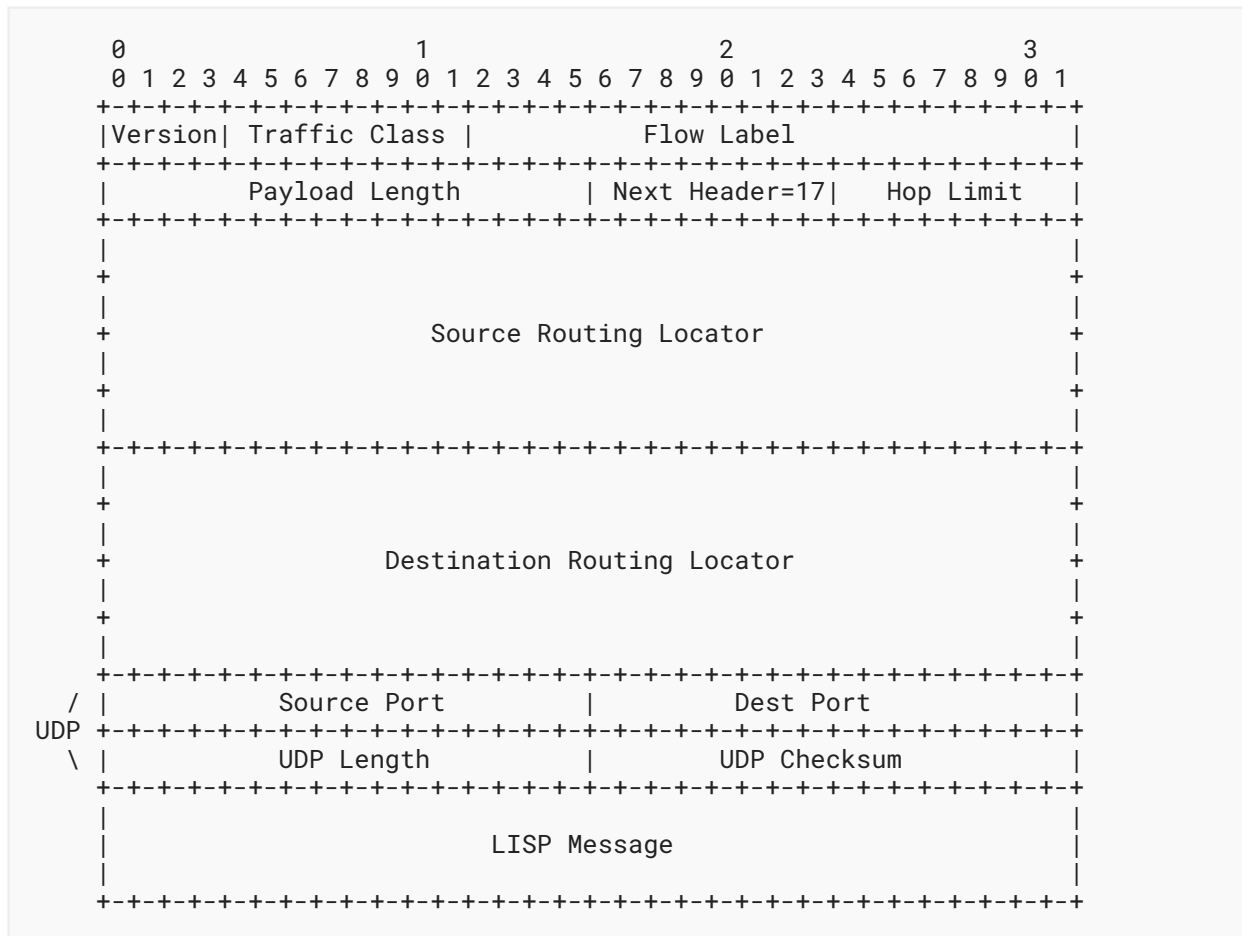 0                   1                   2                   3
 0 1 2 3 4 5 6 7 8 9 0 1 2 3 4 5 6 7 8 9 0 1 2 3 4 5 6 7 8 9 0 1
+-+-+-+-+-+-+-+-+-+-+-+-+-+-+-+-+-+-+-+-+-+-+-+-+-+-+-+-+-+-+-+-+
|Version| Traffic Class |           Flow Label                  |
+-+-+-+-+-+-+-+-+-+-+-+-+-+-+-+-+-+-+-+-+-+-+-+-+-+-+-+-+-+-+-+-+
|         Payload Length        | Next Header=17|   Hop Limit   |
+-+-+-+-+-+-+-+-+-+-+-+-+-+-+-+-+-+-+-+-+-+-+-+-+-+-+-+-+-+-+-+-+
|                                                               |
+                                                               +
|                                                               |
+                     Source Routing Locator                    +
|                                                               |
+                                                               +
|                                                               |
+-+-+-+-+-+-+-+-+-+-+-+-+-+-+-+-+-+-+-+-+-+-+-+-+-+-+-+-+-+-+-+-+
|                                                               |
+                                                               +
|                                                               |
+                  Destination Routing Locator                  +
|                                                               |
+                                                               +
|                                                               |
+-+-+-+-+-+-+-+-+-+-+-+-+-+-+-+-+-+-+-+-+-+-+-+-+-+-+-+-+-+-+-+-+
/ |           Source Port         |         Dest Port             |
UDP +-+-+-+-+-+-+-+-+-+-+-+-+-+-+-+-+-+-+-+-+-+-+-+-+-+-+-+-+-+-+-+-+
\ |           UDP Length          |        UDP Checksum           |
+-+-+-+-+-+-+-+-+-+-+-+-+-+-+-+-+-+-+-+-+-+-+-+-+-+-+-+-+-+-+-+-+
|                                                               |
|                         LISP Message                          |
|                                                               |
+-+-+-+-+-+-+-+-+-+-+-+-+-+-+-+-+-+-+-+-+-+-+-+-+-+-+-+-+-+-+-+-+